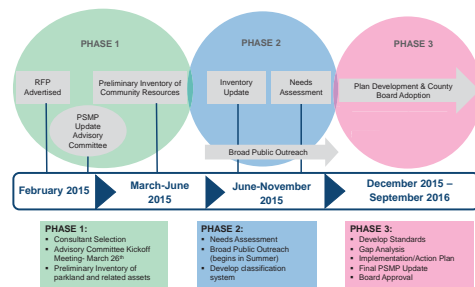 PHASE 1
PHASE 2
PHASE 3
RFP
Advertised
Preliminary Inventory of
Community Resources
PSMP
Update
Advisory
Committee
Inventory
Update
Needs
Assessment
Broad Public Outreach
Plan Development & County
Board Adoption
February 2015
March-June
2015
June-November
2015
December 2015 –
September 2016
PHASE 1:
▪ Consultant Selection
▪ Advisory Committee Kickoff
Meeting- March 26th
▪ Preliminary Inventory of
parkland and related assets
PHASE 2:
▪ Needs Assessment
▪ Broad Public Outreach
(begins in Summer)
▪ Develop classification
system
PHASE 3:
▪ Develop Standards
▪ Gap Analysis
▪ Implementation/Action Plan
▪ Final PSMP Update
▪ Board Approval